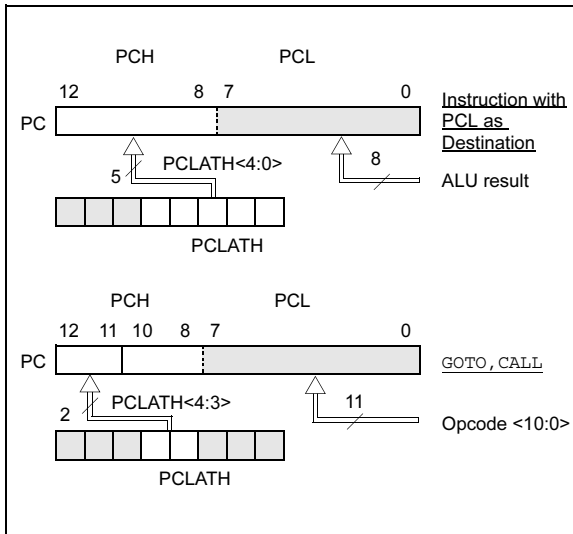 PCH PCL
12 8 7 0
PC
Instruction with
PCL as
Destination
5 PCLATH<4:0> 8
ALU result
PCLATH
PCH PCL
12 11 10 8 7 0
PC
GOTO, CALL
2 PCLATH<4:3> 11
Opcode <10:0>
PCLATH